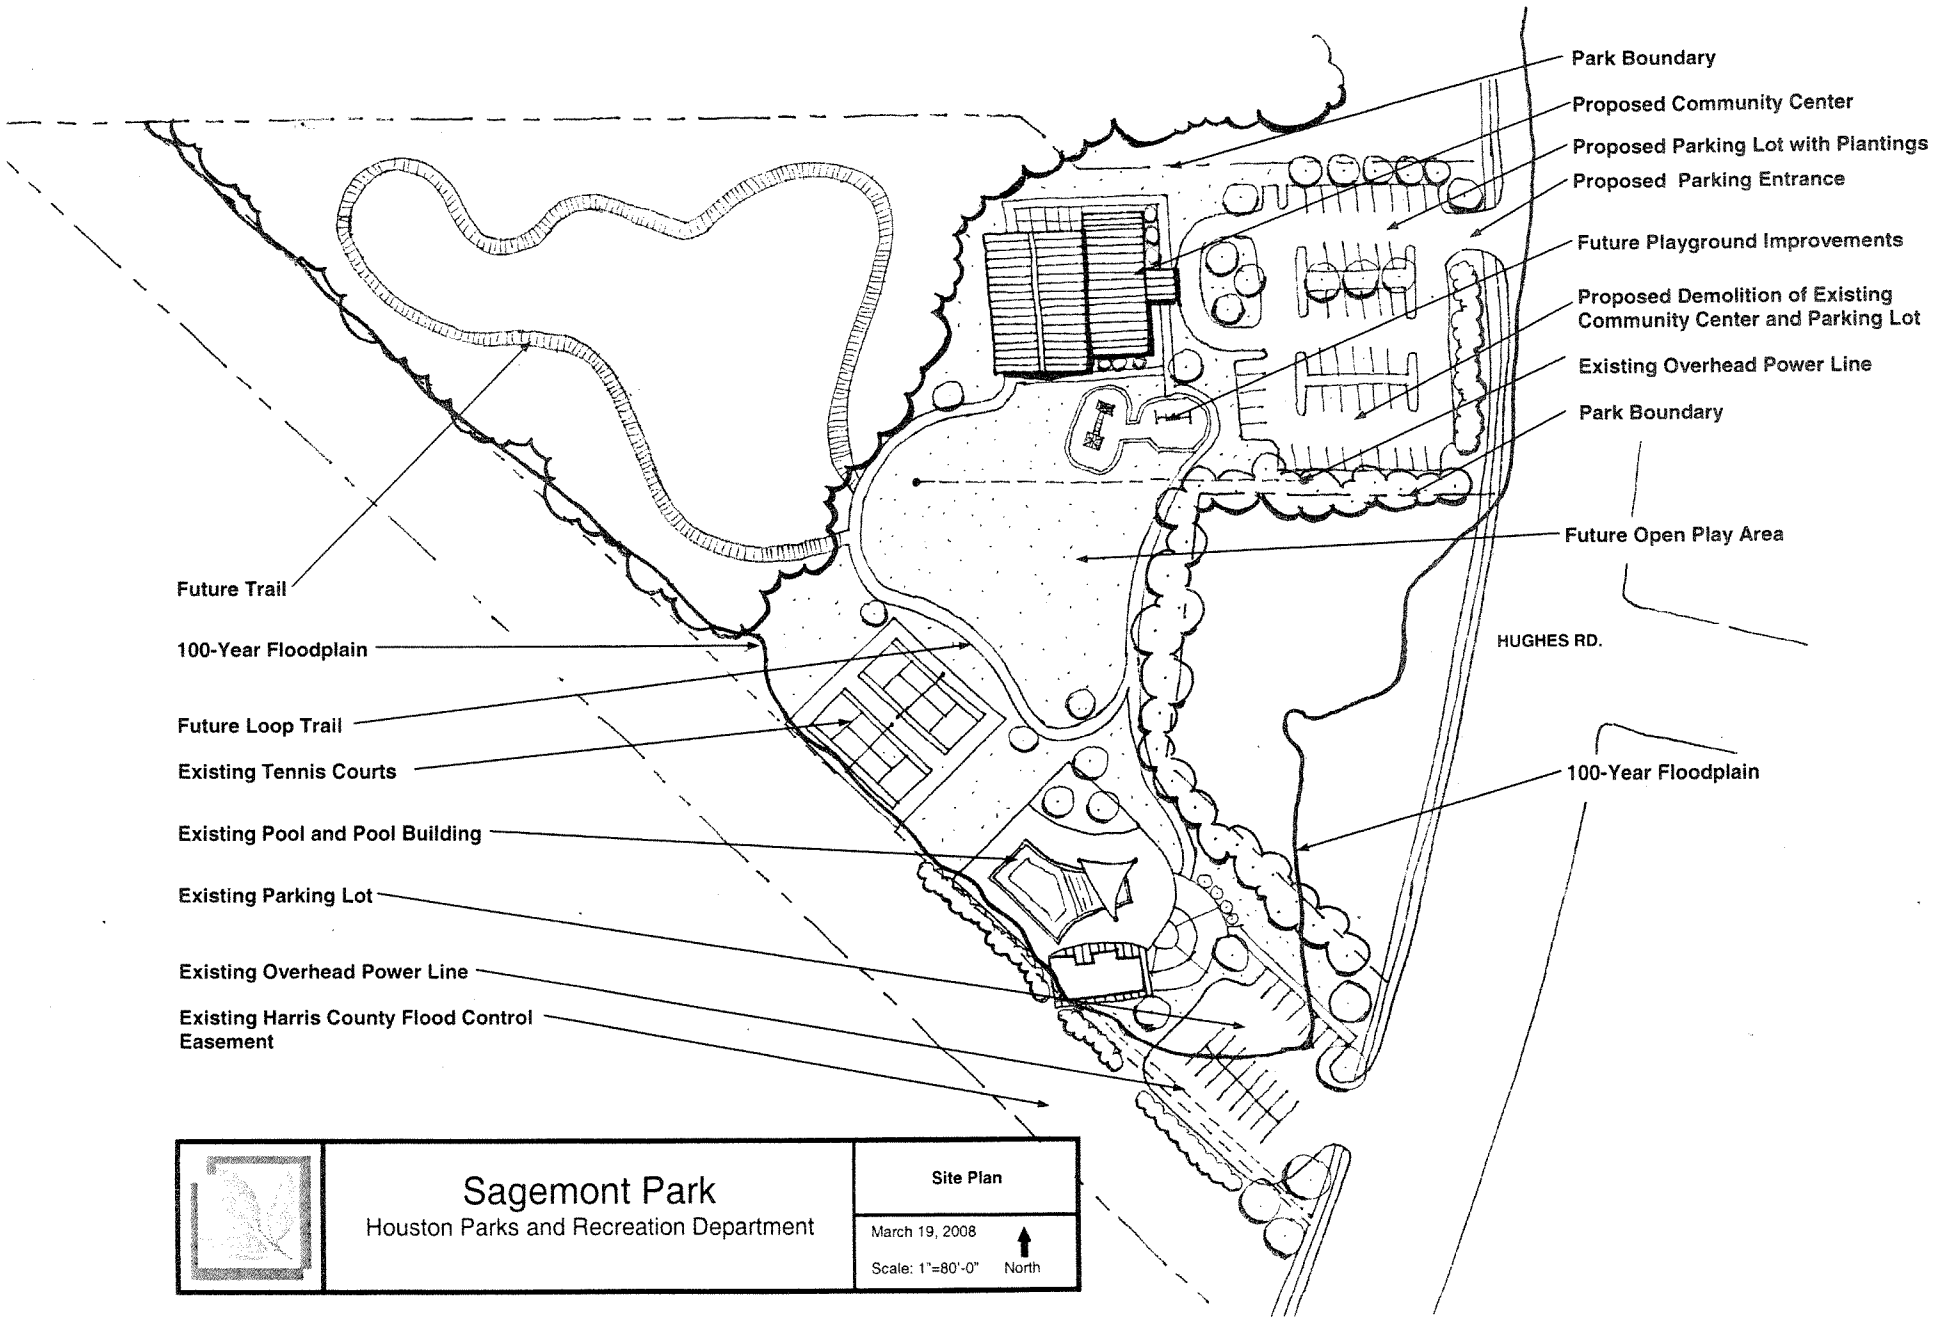 Park Boundary
Proposed Community Center
Proposed Parking Lot with Plantings
Proposed Parking Entrance
Future Playground Improvements
Proposed Demolition of Existing
Community Center and Parking Lot
Existing Overhead Power Line
Park Boundary
Future Open Play Area
HUGHES RD.
100-Year Floodplain
Future Trail
100-Year Floodplain
Future Loop Trail
Existing Tennis Courts
Existing Pool and Pool Building
Existing Parking Lot
Existing Overhead Power Line
Existing Harris County Flood Control
Easement
Sagemont Park
Houston Parks and Recreation Department
Site Plan
March 19, 2008
Scale: 1"=80'-0"
North